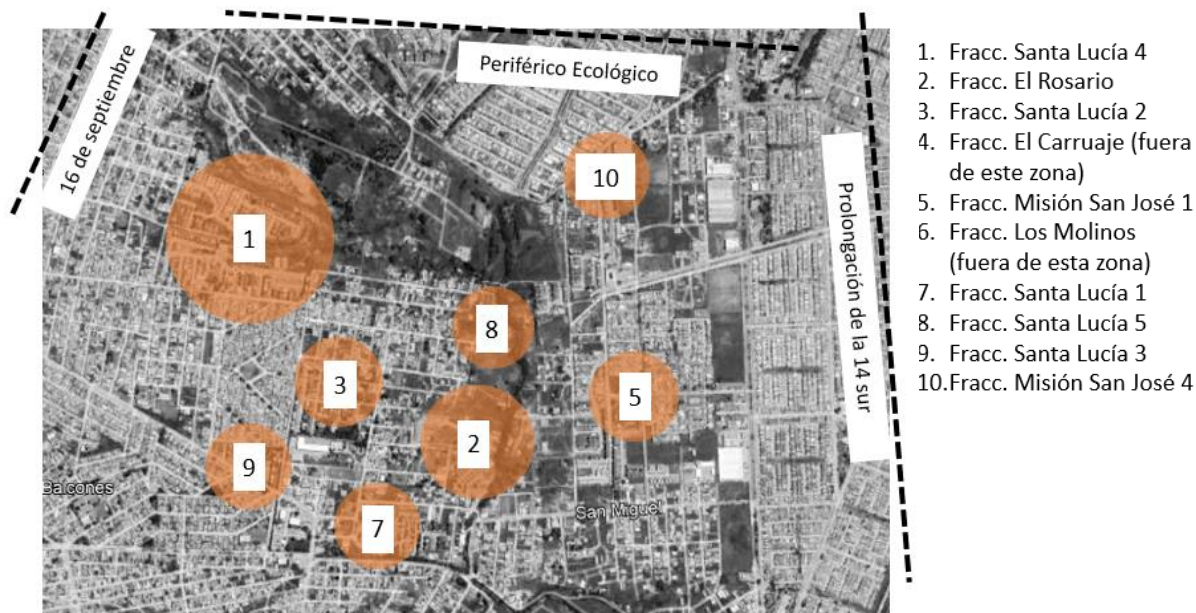 16 de septiembre
Periférico Ecológico
Prolongación de la 14 sur
1
10
8
3
5
2
9
7
Balcones
San Miguel
1. Fracc. Santa Lucía 4
2. Fracc. El Rosario
3. Fracc. Santa Lucía 2
4. Fracc. El Carruaje (fuera
de este zona)
5. Fracc. Misión San José 1
6. Fracc. Los Molinos
(fuera de esta zona)
7. Fracc. Santa Lucía 1
8. Fracc. Santa Lucía 5
9. Fracc. Santa Lucía 3
10.Fracc. Misión San José 4